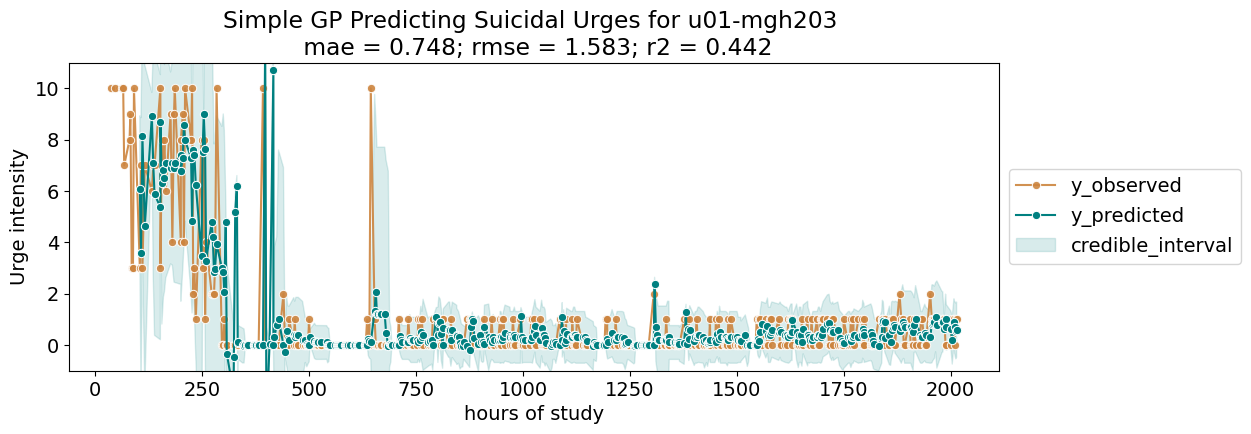 Simple GP Predicting Suicidal Urges for u01-mgh203
mae = 0.748; rmse = 1.583; r2 = 0.442
10
8
6
4
2
0
Urge intensity
0 250 500 750 1000 1250 1500 1750 2000
hours of study
y_observed
y_predicted
credible_interval